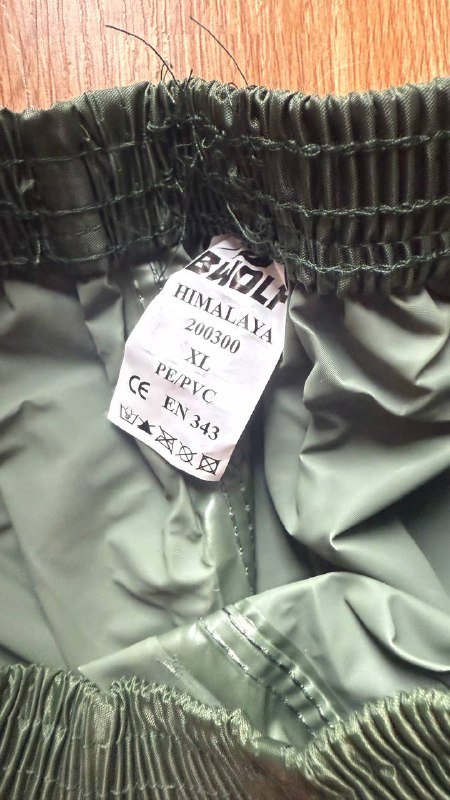 HIMALAYA
200300
XL
PE/PVC
CE EN 343